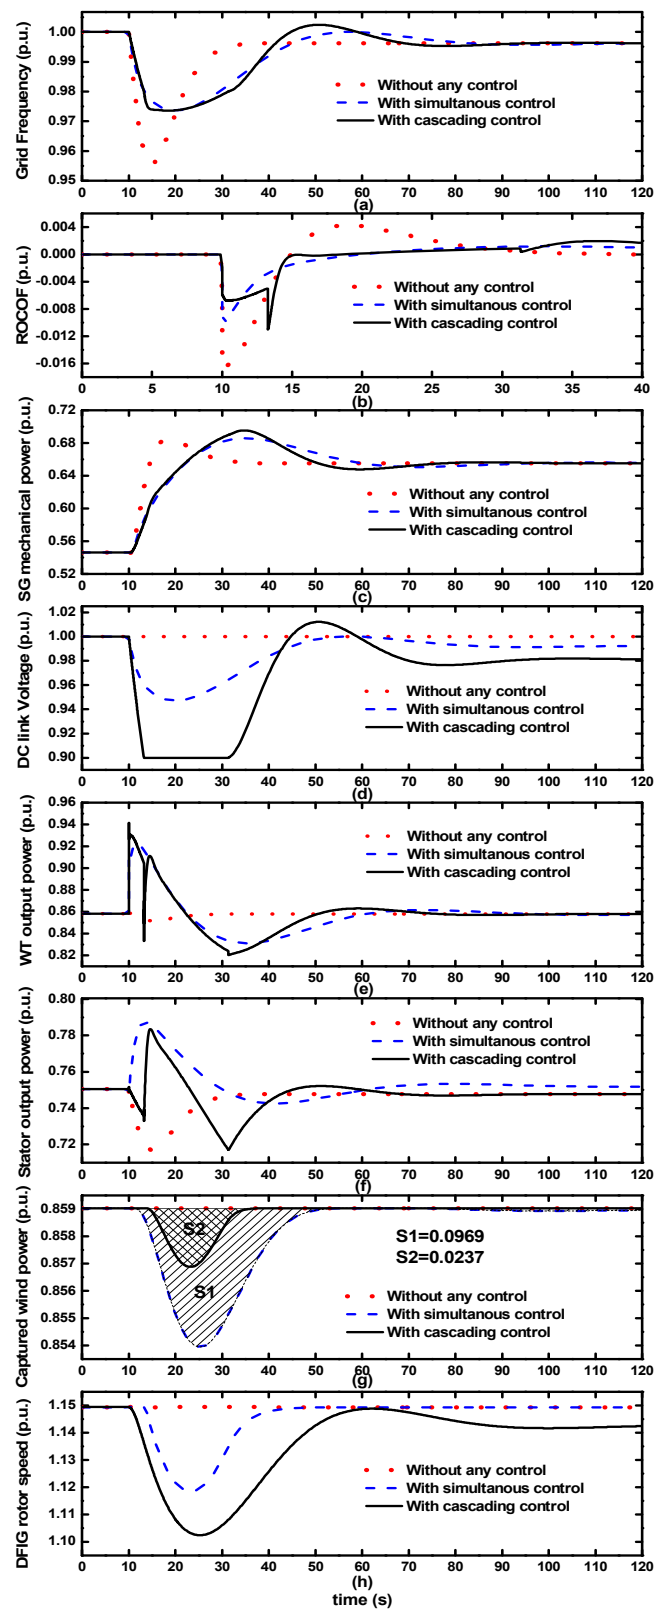 Grid Frequency (p.u.)
1.00
0.99
0.98
0.97
0.96
0.95
Without any control
With simultanous control
With cascading control
0 10 20 30 40 50 60 70 80 90 100 110 120
(a)
ROCOF (p.u.)
0.004
0.000
-0.004
-0.008
-0.012
-0.016
Without any control
With simultanous control
With cascading control
0 5 10 15 20 25 30 35 40
(b)
SG mechanical power (p.u.)
0.72
0.68
0.64
0.60
0.56
0.52
Without any control
With simultanous control
With cascading control
0 10 20 30 40 50 60 70 80 90 100 110 120
(c)
DC link Voltage (p.u.)
1.02
1.00
0.98
0.96
0.94
0.92
0.90
Without any control
With simultanous control
With cascading control
0 10 20 30 40 50 60 70 80 90 100 110 120
(d)
WT output power (p.u.)
0.96
0.94
0.92
0.90
0.88
0.86
0.84
0.82
Without any control
With simultanous control
With cascading control
0 10 20 30 40 50 60 70 80 90 100 110 120
(e)
Stator output power (p.u.)
0.80
0.78
0.76
0.74
0.72
Without any control
With simultanous control
With cascading control
0 10 20 30 40 50 60 70 80 90 100 110 120
(f)
Captured wind power (p.u.)
0.859
0.858
0.857
0.856
0.855
0.854
S2
S1
S1=0.0969
S2=0.0237
Without any control
With simultanous control
With cascading control
0 10 20 30 40 50 60 70 80 90 100 110 120
(g)
DFIG rotor speed (p.u.)
1.15
1.14
1.13
1.12
1.11
1.10
Without any control
With simultanous control
With cascading control
0 10 20 30 40 50 60 70 80 90 100 110 120
(h)
time (s)